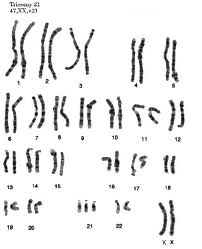 Trisomy 21
47,XX,+21
1 2 3 4 5
6 7 8 9 10 11 12
13 14 15 16 17 18
19 20 21 22 X X